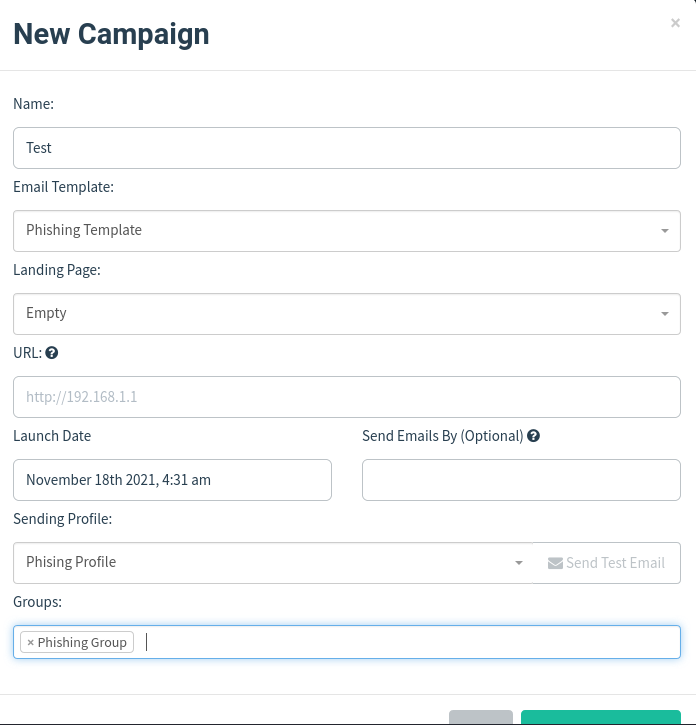 New Campaign
×
Name:
Test
Email Template:
Phishing Template
Landing Page:
Empty
URL:
http://192.168.1.1
Launch Date
Send Emails By (Optional)
November 18th 2021, 4:31 am
Sending Profile:
Phising Profile
Send Test Email
Groups:
× Phishing Group